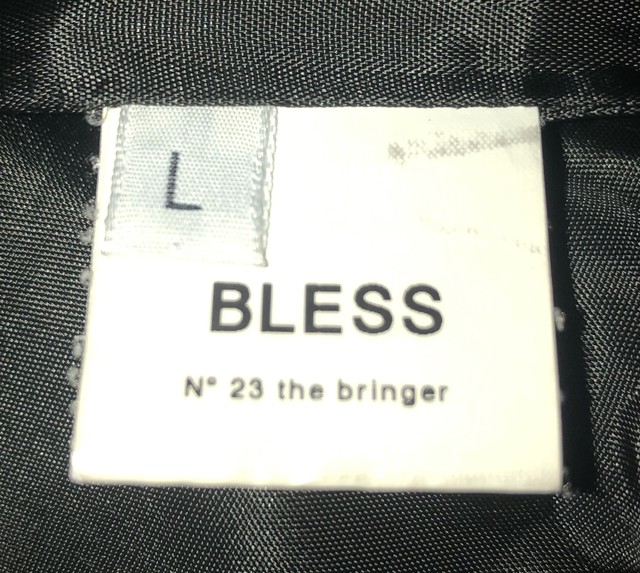 L
BLESS
N° 23 the bringer